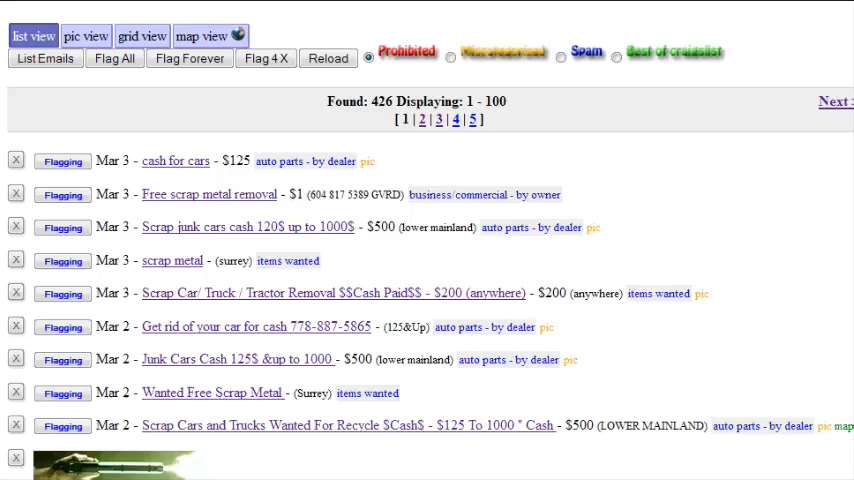 list view pic view grid view map view
List Emails Flag All Flag Forever Flag 4 X Reload Prohibited Miscategorized Spam Best of craigslist
Found: 426 Displaying: 1 - 100 Next
[ 1 | 2 | 3 | 4 | 5 ]
X Flagging Mar 3 - cash for cars - $125 auto parts - by dealer pic
X Flagging Mar 3 - Free scrap metal removal - $1 (604 817 5389 GVRD) business/commercial - by owner
X Flagging Mar 3 - Scrap junk cars cash 120$ up to 1000$ - $500 (lower mainland) auto parts - by dealer pic
X Flagging Mar 3 - scrap metal - (surrey) items wanted
X Flagging Mar 3 - Scrap Car/ Truck / Tractor Removal $$Cash Paid$$ - $200 (anywhere) - $200 (anywhere) items wanted pic
X Flagging Mar 2 - Get rid of your car for cash 778-887-5865 - (125&Up) auto parts - by dealer pic
X Flagging Mar 2 - Junk Cars Cash 125$ &up to 1000 - $500 (lower mainland) auto parts - by dealer pic
X Flagging Mar 2 - Wanted Free Scrap Metal - (Surrey) items wanted
X Flagging Mar 2 - Scrap Cars and Trucks Wanted For Recycle $Cash$ - $125 To 1000 " Cash - $500 (LOWER MAINLAND) auto parts - by dealer pic map
X